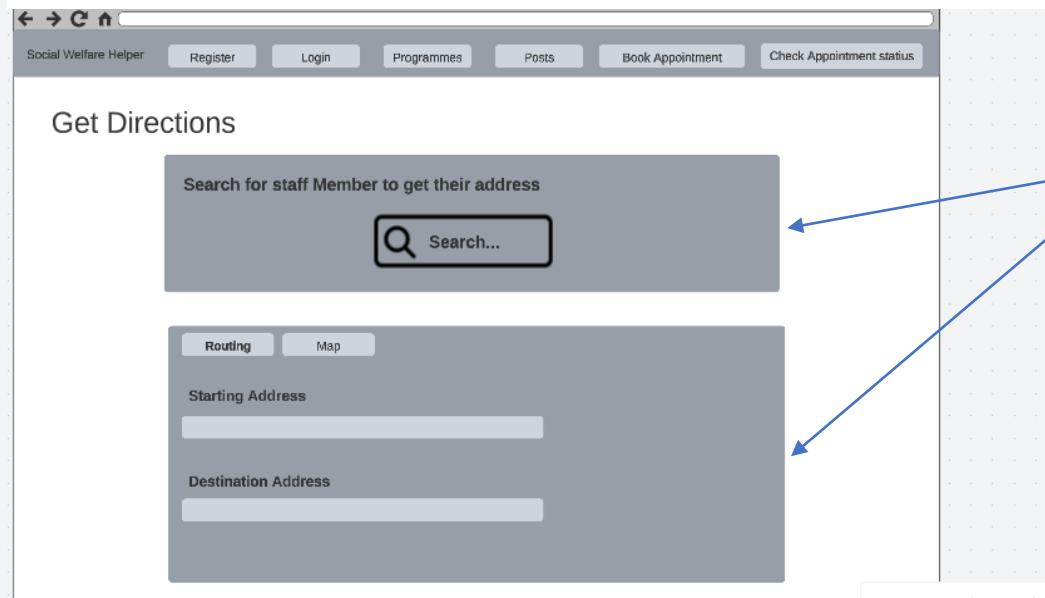 Social Welfare Helper Register Login Programmes Posts Book Appointment Check Appointment statius
Get Directions
Search for staff Member to get their address
Search...
Routing Map
Starting Address
Destination Address